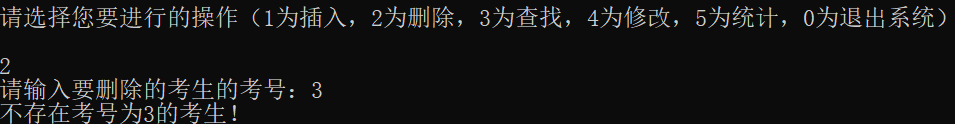 请选择您要进行的操作（1为插入，2为删除，3为查找，4为修改，5为统计，0为退出系统）
2
请输入要删除的考生的考号：3
不存在考号为3的考生！